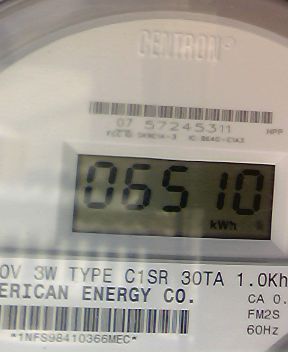 CENTRON®
07 57245311
HPP
06510
kWh
0V 3W TYPE C1SR 30TA 1.0Kh
ERICAN ENERGY CO.
CA 0.
FM2S
60Hz
*1NFS98410366MEC*